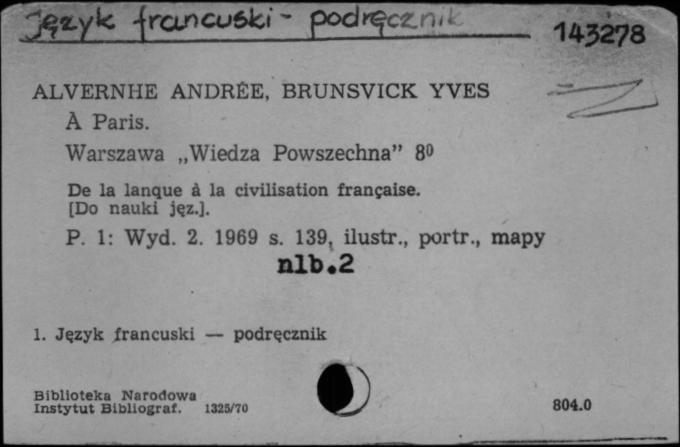 Język francuski - podręcznik
143278
ALVERNHE ANDRÉE, BRUNSVICK YVES
À Paris.
Warszawa „Wiedza Powszechna” 8⁰
De la lanque à la civilisation française.
[Do nauki jęz.].
P. 1: Wyd. 2. 1969 s. 139, ilustr., portr., mapy
nlb.2
1. Język francuski — podręcznik
Biblioteka Narodowa
Instytut Bibliograf. 1325/70
804.0